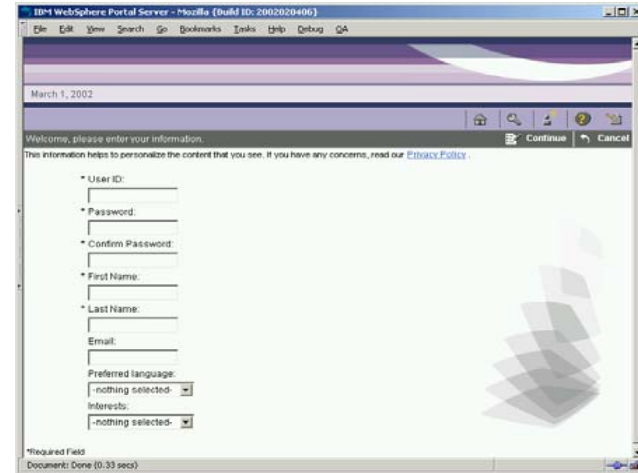 IBM WebSphere Portal Server - Mozilla {Build ID: 2002020406}
File Edit View Search Go Bookmarks Tasks Help Debug QA
March 1, 2002
Welcome, please enter your information. Continue Cancel
This information helps to personalize the content that you see. If you have any concerns, read our Privacy Policy .
* User ID:
* Password:
* Confirm Password:
* First Name:
* Last Name:
Email:
Preferred language:
-nothing selected-
Interests:
-nothing selected-
*Required Field
Document: Done (0.33 secs)